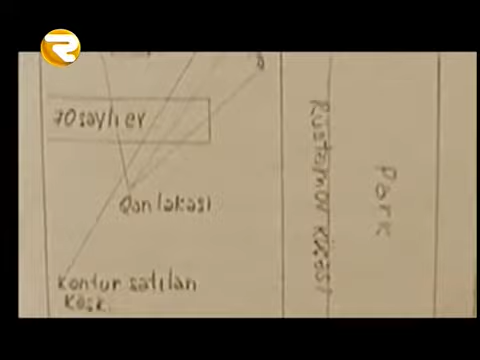 70 saylı ev
Qan ləkəsi
Kontur satılan
Köşk
Rüstəmov küçəsi
Park